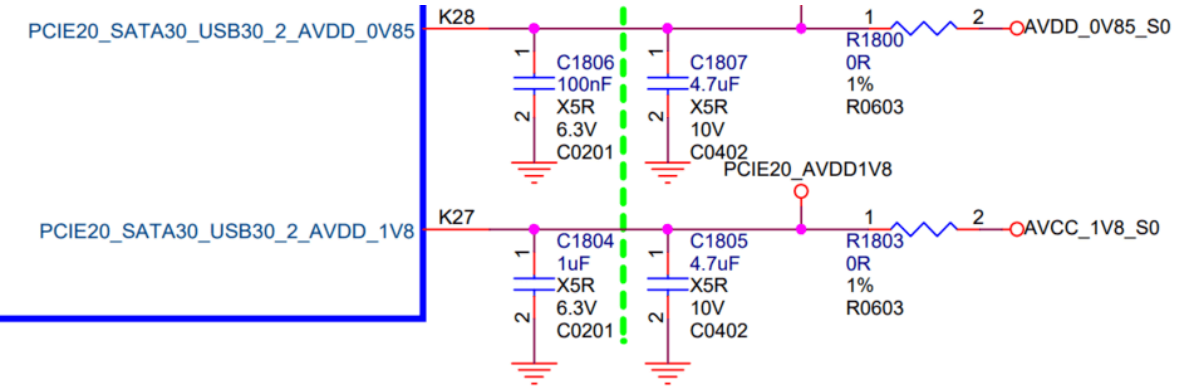 PCIE20_SATA30_USB30_2_AVDD_0V85
K28
1
2
AVDD_0V85_S0
R1800
0R
1%
R0603
1
2
C1806
100nF
X5R
6.3V
C0201
1
2
C1807
4.7uF
X5R
10V
C0402
PCIE20_AVDD1V8
PCIE20_SATA30_USB30_2_AVDD_1V8
K27
1
2
AVCC_1V8_S0
R1803
0R
1%
R0603
1
2
C1804
1uF
X5R
6.3V
C0201
1
2
C1805
4.7uF
X5R
10V
C0402